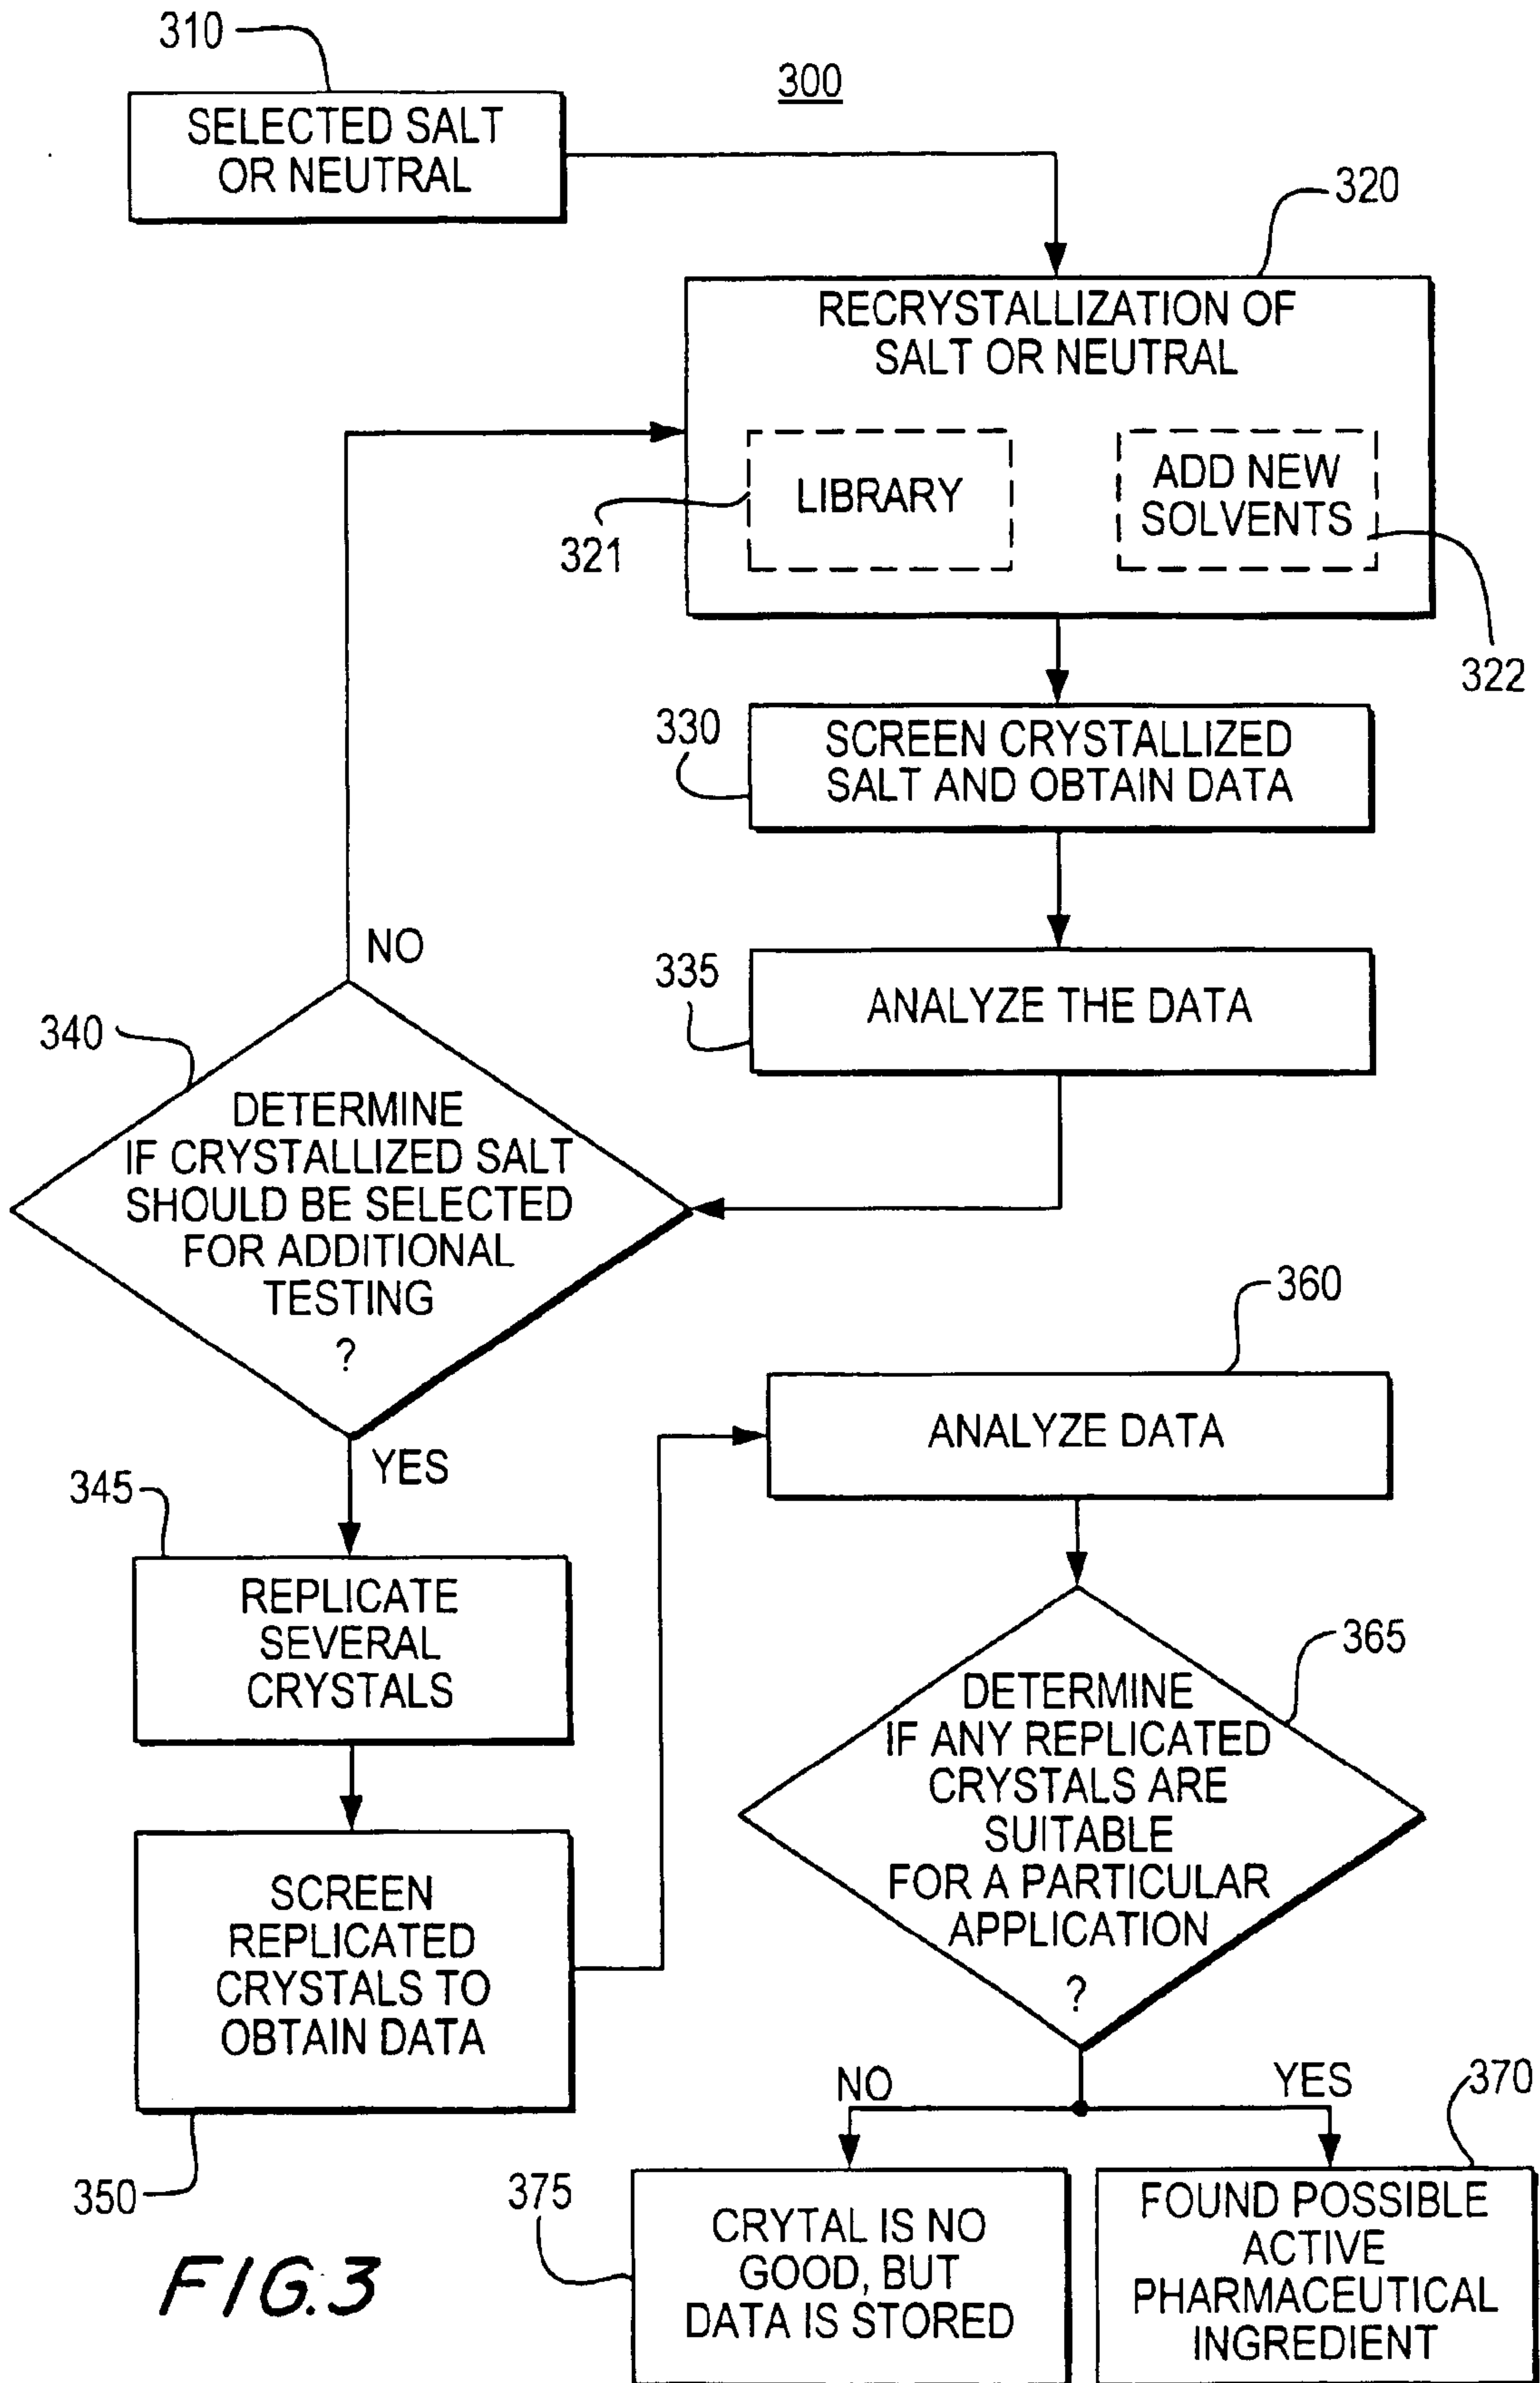 310
300
SELECTED SALT
OR NEUTRAL
320
RECRYSTALLIZATION OF
SALT OR NEUTRAL
LIBRARY
ADD NEW
SOLVENTS
321
322
330
SCREEN CRYSTALLIZED
SALT AND OBTAIN DATA
NO
335
ANALYZE THE DATA
340
DETERMINE
IF CRYSTALLIZED SALT
SHOULD BE SELECTED
FOR ADDITIONAL
TESTING
?
YES
345
REPLICATE
SEVERAL
CRYSTALS
SCREEN
REPLICATED
CRYSTALS TO
OBTAIN DATA
350
360
ANALYZE DATA
365
DETERMINE
IF ANY REPLICATED
CRYSTALS ARE
SUITABLE
FOR A PARTICULAR
APPLICATION
?
NO
YES
370
375
CRYTAL IS NO
GOOD, BUT
DATA IS STORED
FOUND POSSIBLE
ACTIVE
PHARMACEUTICAL
INGREDIENT
FIG.3